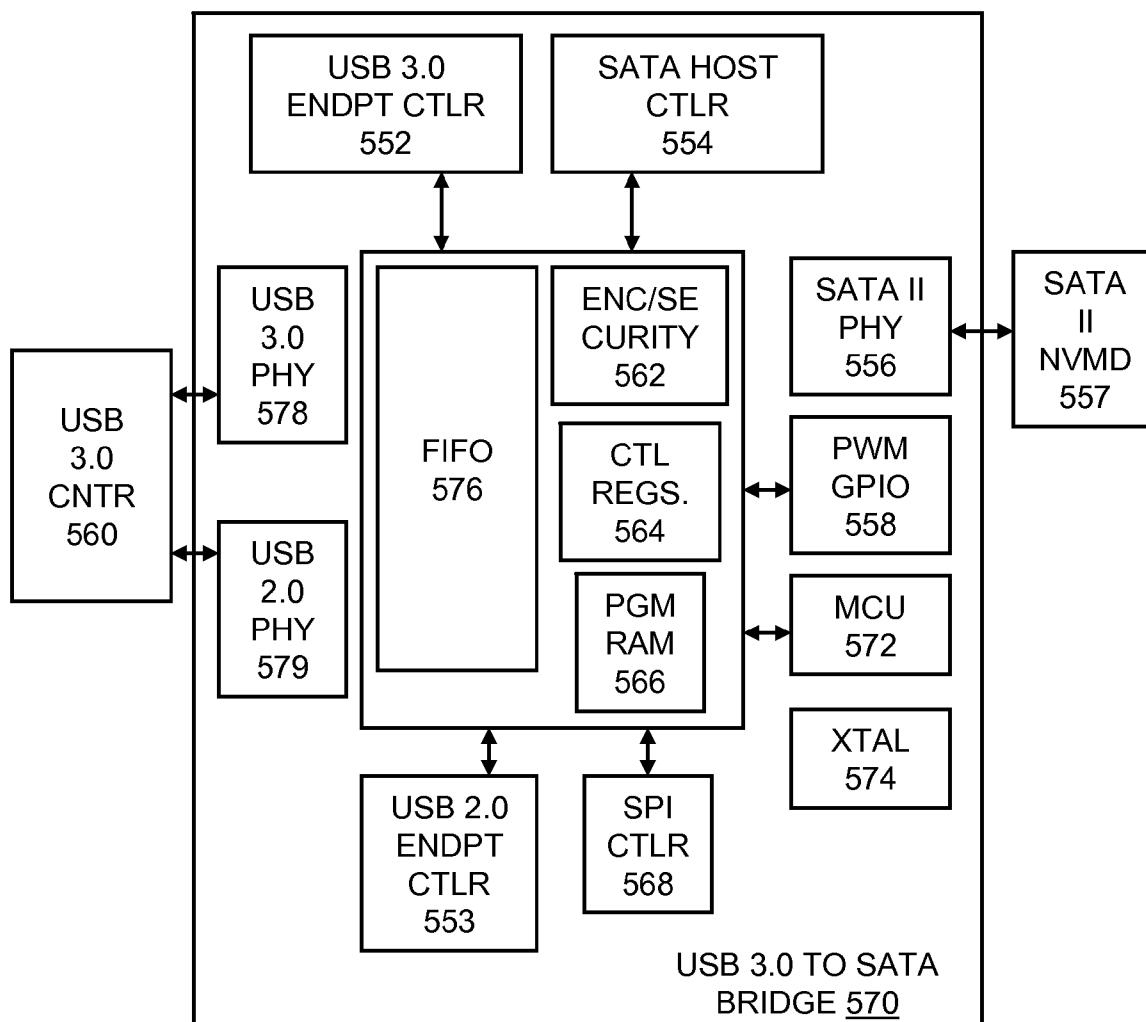 USB 3.0
ENDPT CTLR
552
SATA HOST
CTLR
554
USB
3.0
PHY
578
FIFO
576
ENC/SE
CURITY
562
SATA II
PHY
556
SATA
II
NVMD
557
USB
3.0
CNTR
560
CTL
REGS.
564
PWM
GPIO
558
USB
2.0
PHY
579
PGM
RAM
566
MCU
572
XTAL
574
USB 2.0
ENDPT
CTLR
553
SPI
CTLR
568
USB 3.0 TO SATA
BRIDGE 570